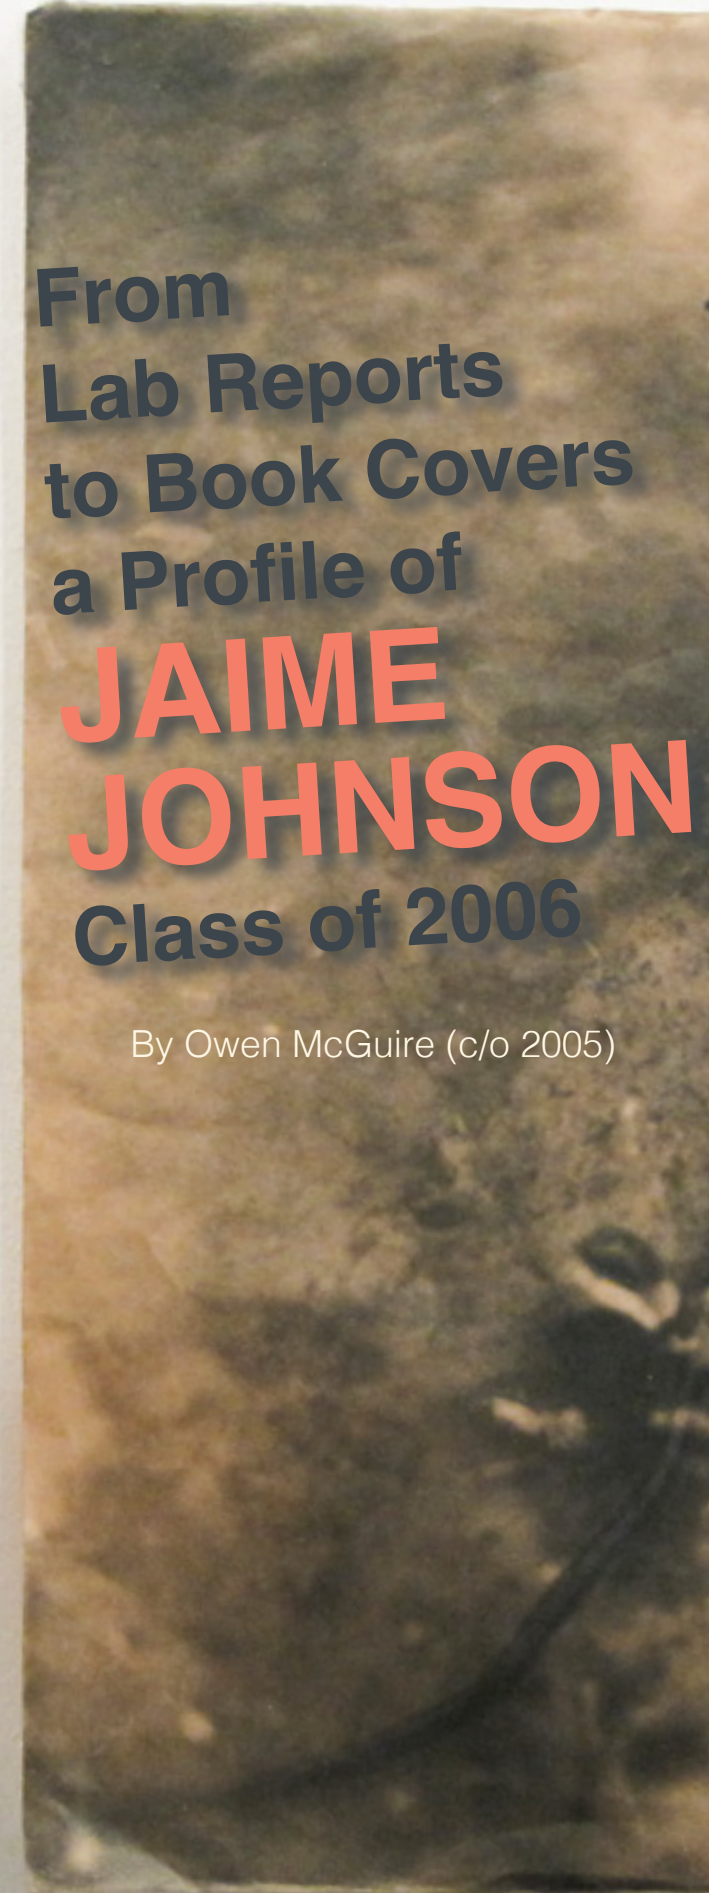 From
Lab Reports
to Book Covers
a Profile of
JAIME
JOHNSON
Class of 2006
By Owen McGuire (c/o 2005)